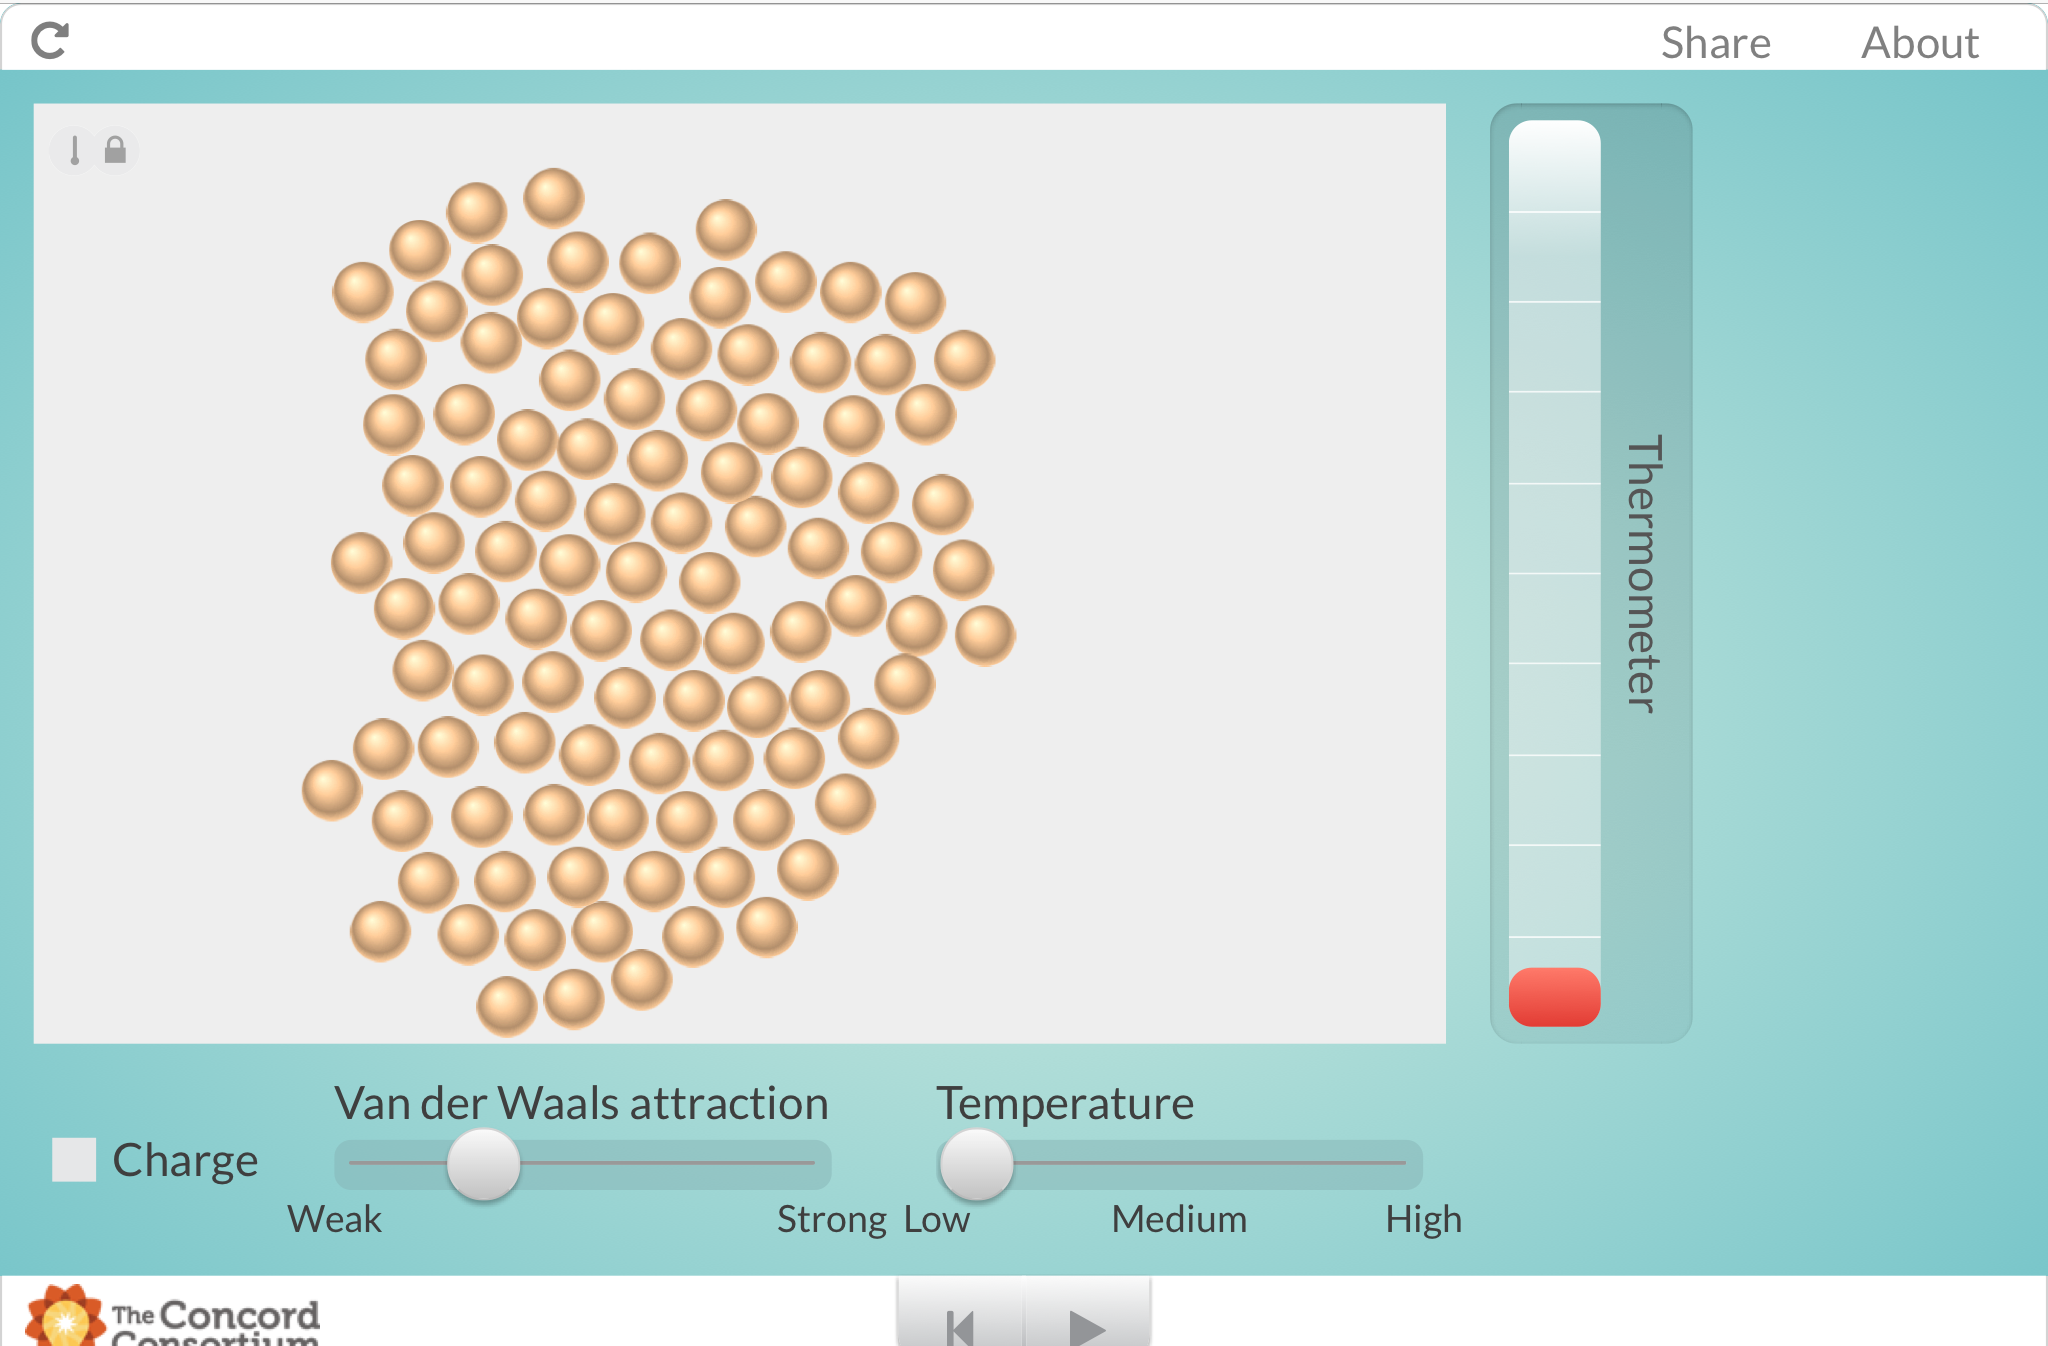 Share About
Thermometer
Van der Waals attraction Temperature
Charge
Weak Strong Low Medium High
The Concord
Consortium